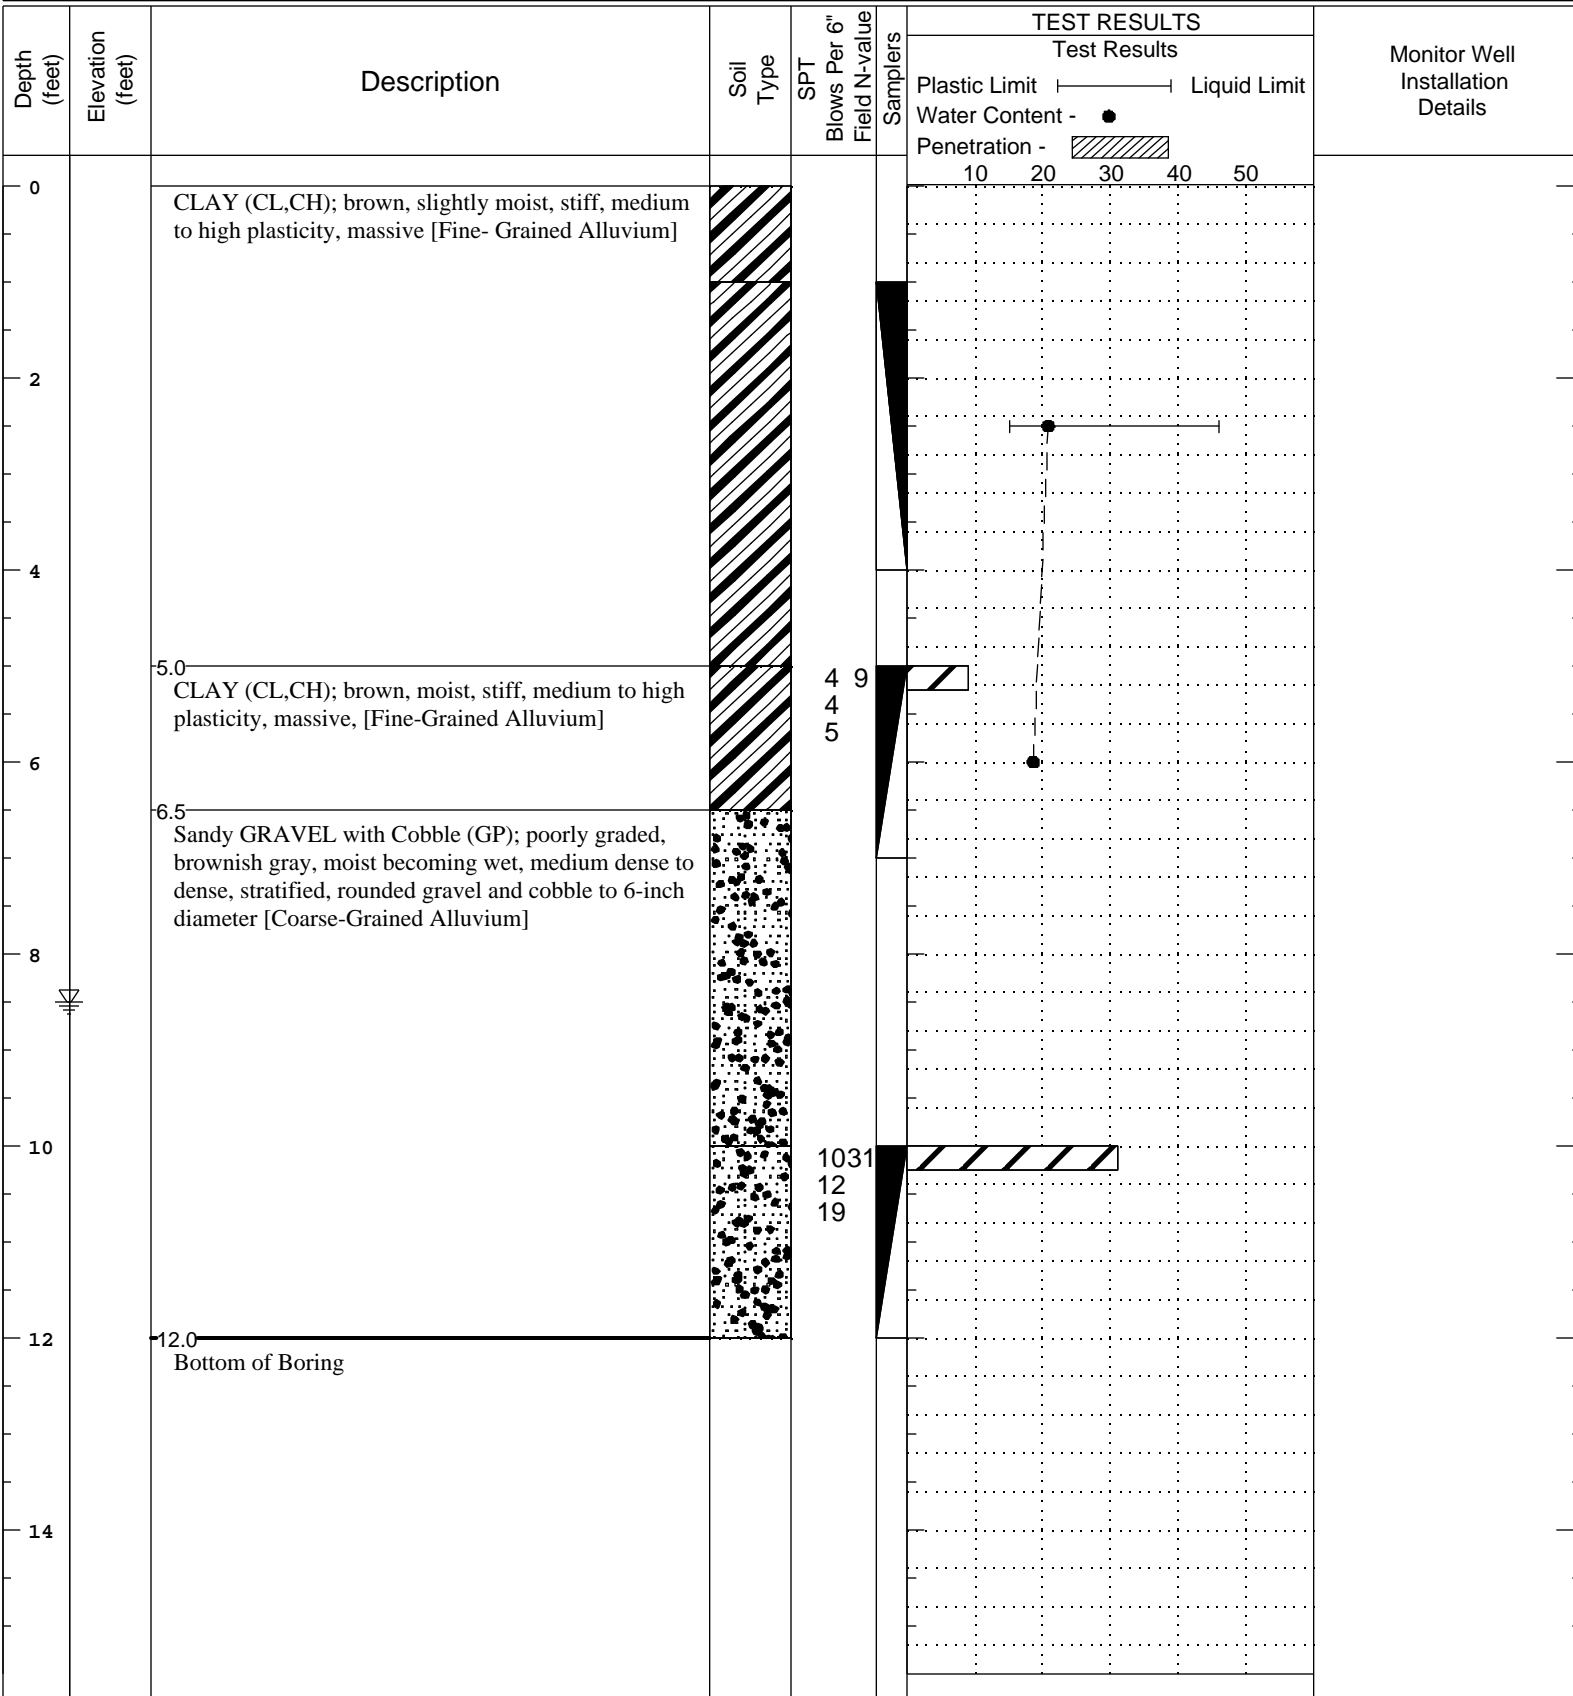 Depth
(feet)
Elevation
(feet)
Description
Soil
Type
SPT
Blows Per 6"
Field N-value
Samplers
TEST RESULTS
Test Results
Plastic Limit Liquid Limit
Water Content -
Penetration -
10 20 30 40 50
Monitor Well
Installation
Details
0
CLAY (CL,CH); brown, slightly moist, stiff, medium
to high plasticity, massive [Fine- Grained Alluvium]
2
4
5.0
CLAY (CL,CH); brown, moist, stiff, medium to high
plasticity, massive, [Fine-Grained Alluvium]
4 9
4
5
6
6.5
Sandy GRAVEL with Cobble (GP); poorly graded,
brownish gray, moist becoming wet, medium dense to
dense, stratified, rounded gravel and cobble to 6-inch
diameter [Coarse-Grained Alluvium]
8
10
10 31
12
19
12
12.0
Bottom of Boring
14